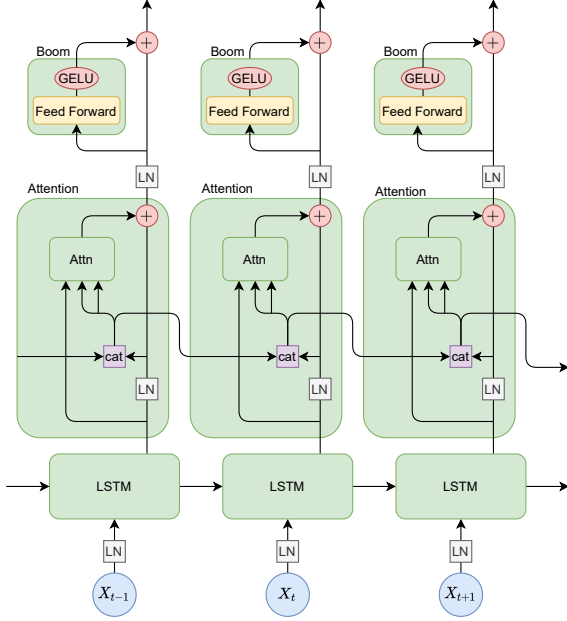 Boom Boom Boom
GELU GELU GELU
Feed Forward Feed Forward Feed Forward
LN LN LN
Attention Attention Attention
Attn Attn Attn
cat cat cat
LN LN LN
LSTM LSTM LSTM
LN LN LN
X_{t-1} X_t X_{t+1}